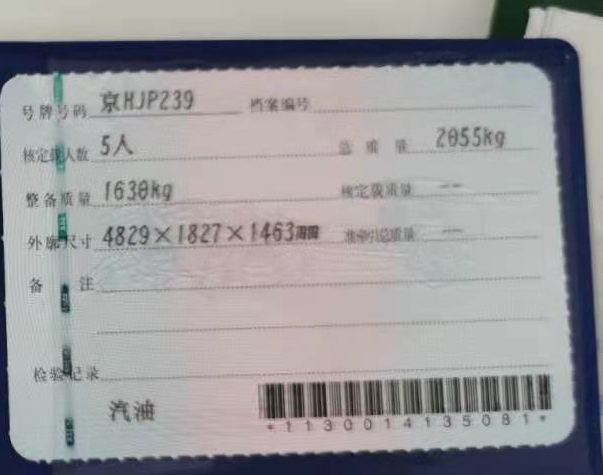 号牌号码 京HJP239 档案编号
核定载人数 5人 总质量 2055kg
整备质量 1630kg 核定载质量 --
外廓尺寸 4829×1827×1463mm 准牵引总质量 --
备注
检验记录
汽油
*1130014135081*